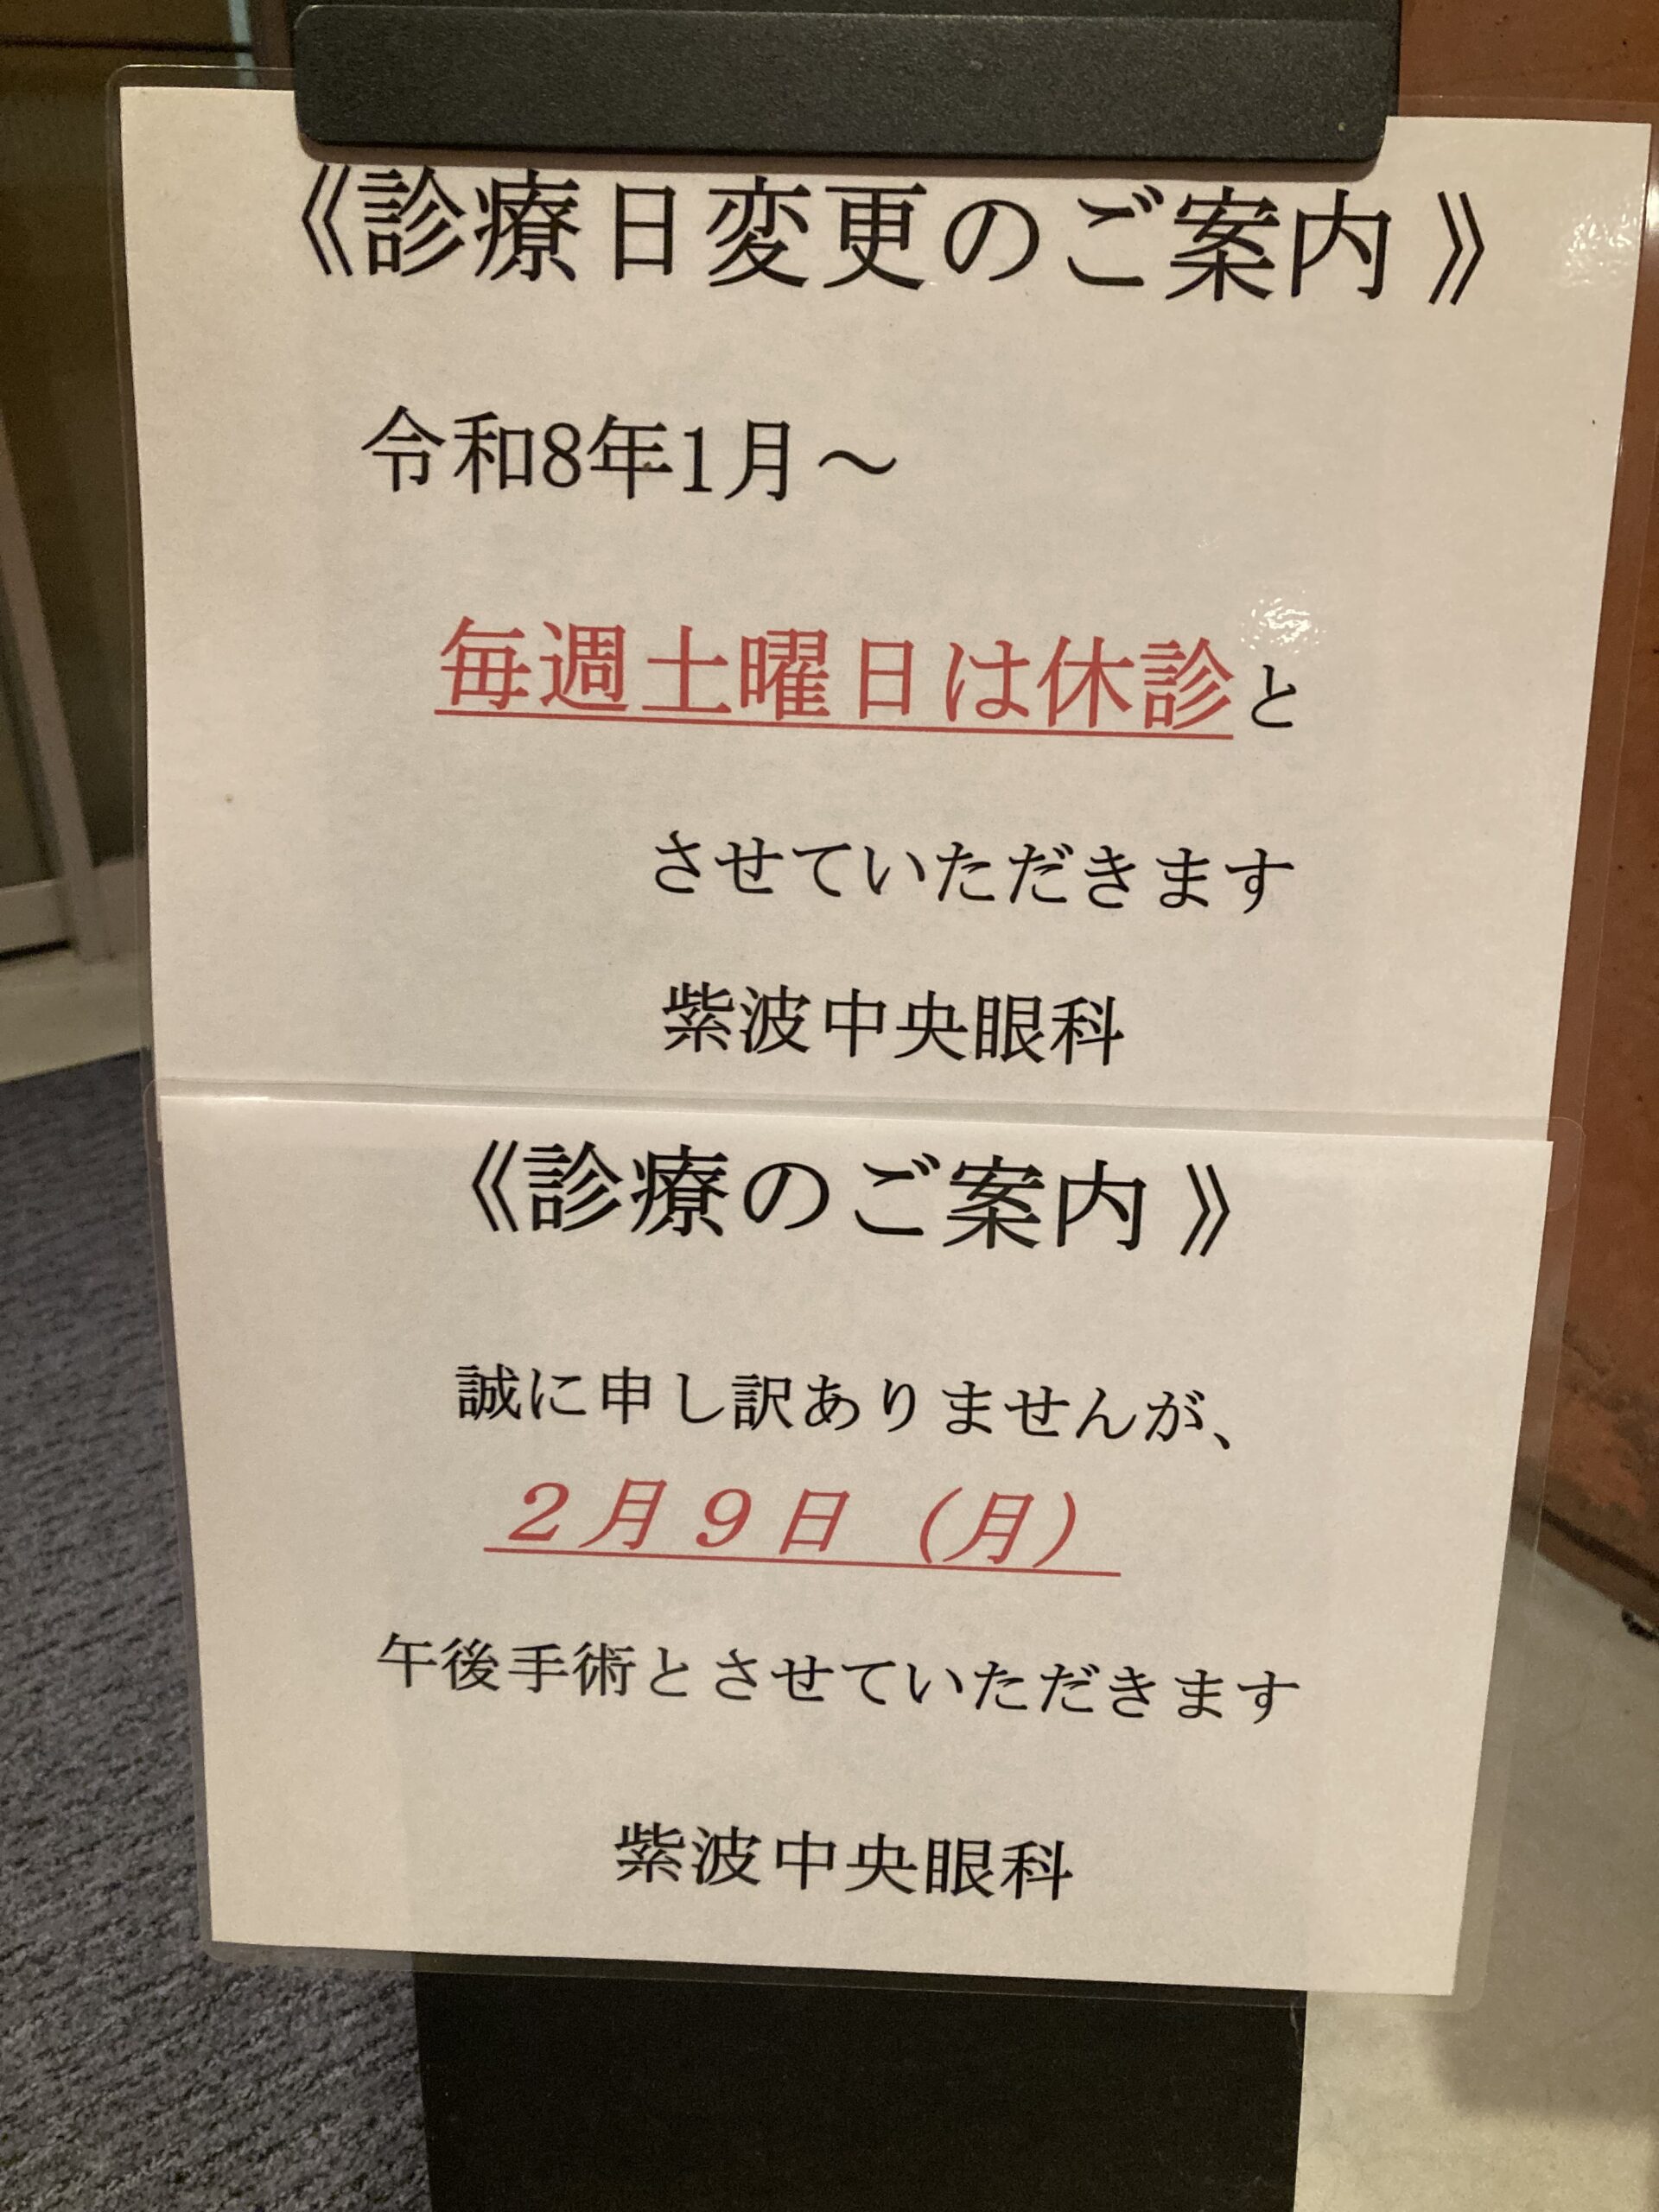 《診療日変更のご案内》
令和8年1月～
毎週土曜日は休診と
させていただきます
紫波中央眼科
《診療のご案内》
誠に申し訳ありませんが、
２月９日（月）
午後手術とさせていただきます
紫波中央眼科